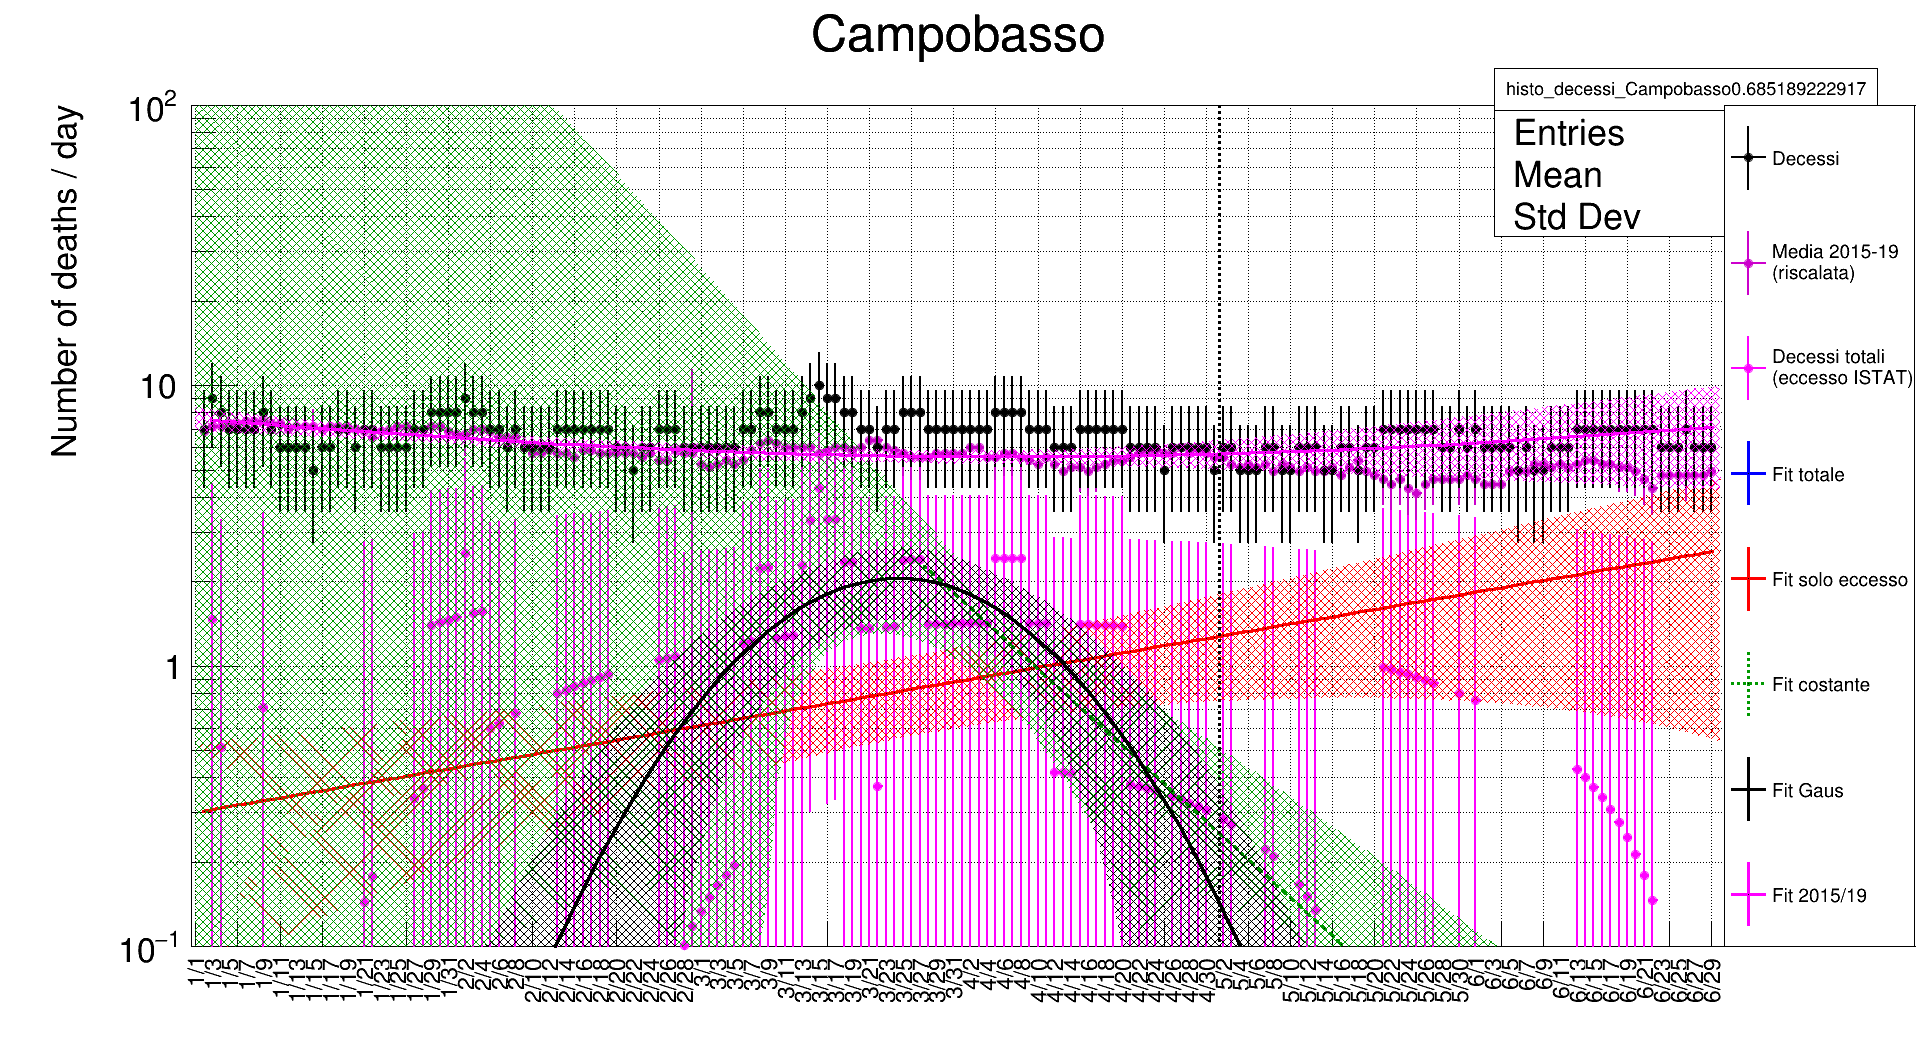 Campobasso
histo_decessi_Campobasso0.685189222917
Entries
Mean
Std Dev
Number of deaths / day
10²
10
1
10⁻¹
Decessi
Media 2015-19
(riscalata)
Decessi totali
(eccesso ISTAT)
Fit totale
Fit solo eccesso
Fit costante
Fit Gaus
Fit 2015/19
1/1 1/3 1/5 1/7 1/9 1/11 1/13 1/15 1/17 1/19 1/21 1/23 1/25 1/27 1/29 1/31 2/2 2/4 2/6 2/8 2/10 2/12 2/14 2/16 2/18 2/20 2/22 2/24 2/26 2/28 3/1 3/3 3/5 3/7 3/9 3/11 3/13 3/15 3/17 3/19 3/21 3/23 3/25 3/27 3/29 3/31 4/2 4/4 4/6 4/8 4/10 4/12 4/14 4/16 4/18 4/20 4/22 4/24 4/26 4/28 4/30 5/2 5/4 5/6 5/8 5/10 5/12 5/14 5/16 5/18 5/20 5/22 5/24 5/26 5/28 5/30 6/1 6/3 6/5 6/7 6/9 6/11 6/13 6/15 6/17 6/19 6/21 6/23 6/25 6/27 6/29